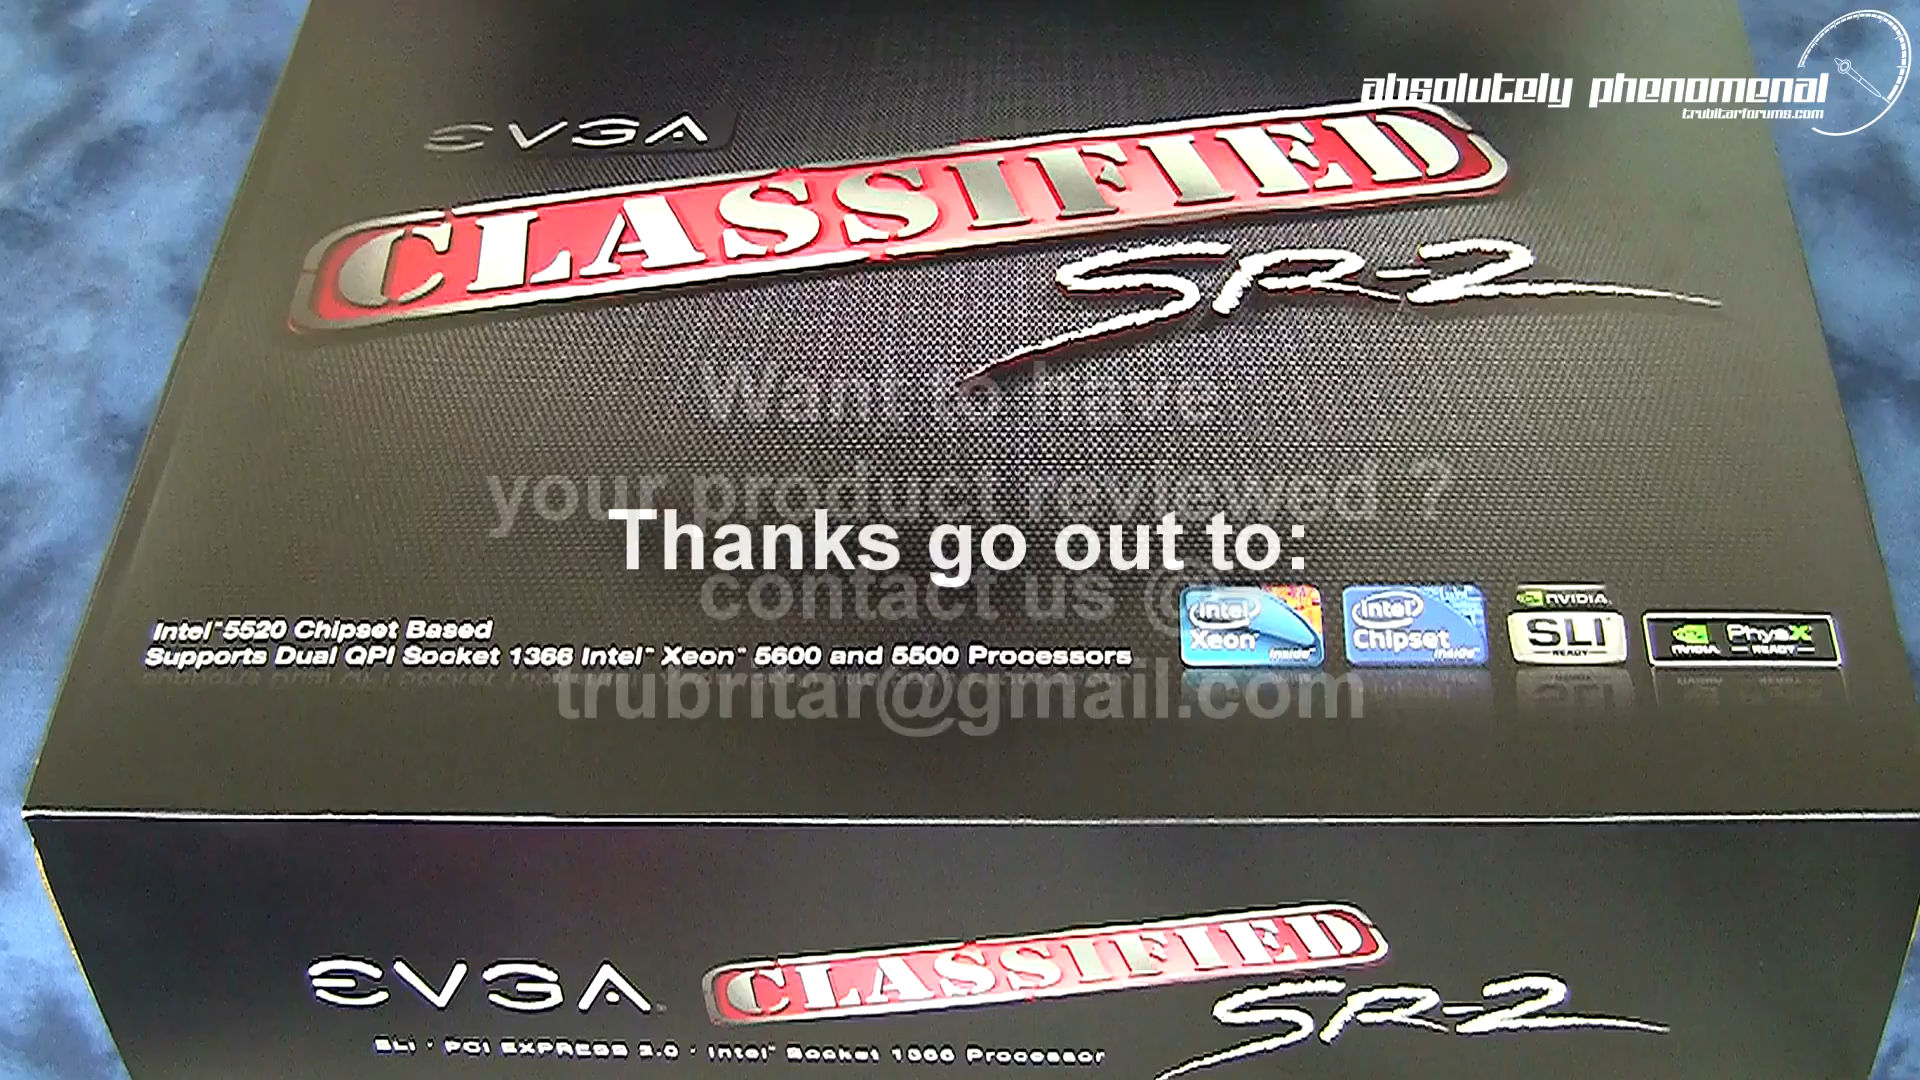 absolutely phenomenal
trubitarforums.com
EVGA
CLASSIFIED
SR-2
Want to have
your product reviewed ?
Thanks go out to:
contact us @
trubritar@gmail.com
Intel® 5520 Chipset Based
Supports Dual QPI Socket 1366 Intel® Xeon® 5600 and 5500 Processors
intel Xeon inside™
intel Chipset inside™
NVIDIA SLI READY
NVIDIA PhysX READY
EVGA
CLASSIFIED
SR-2
SLI · PCI EXPRESS 2.0 · Intel® Socket 1366 Processor